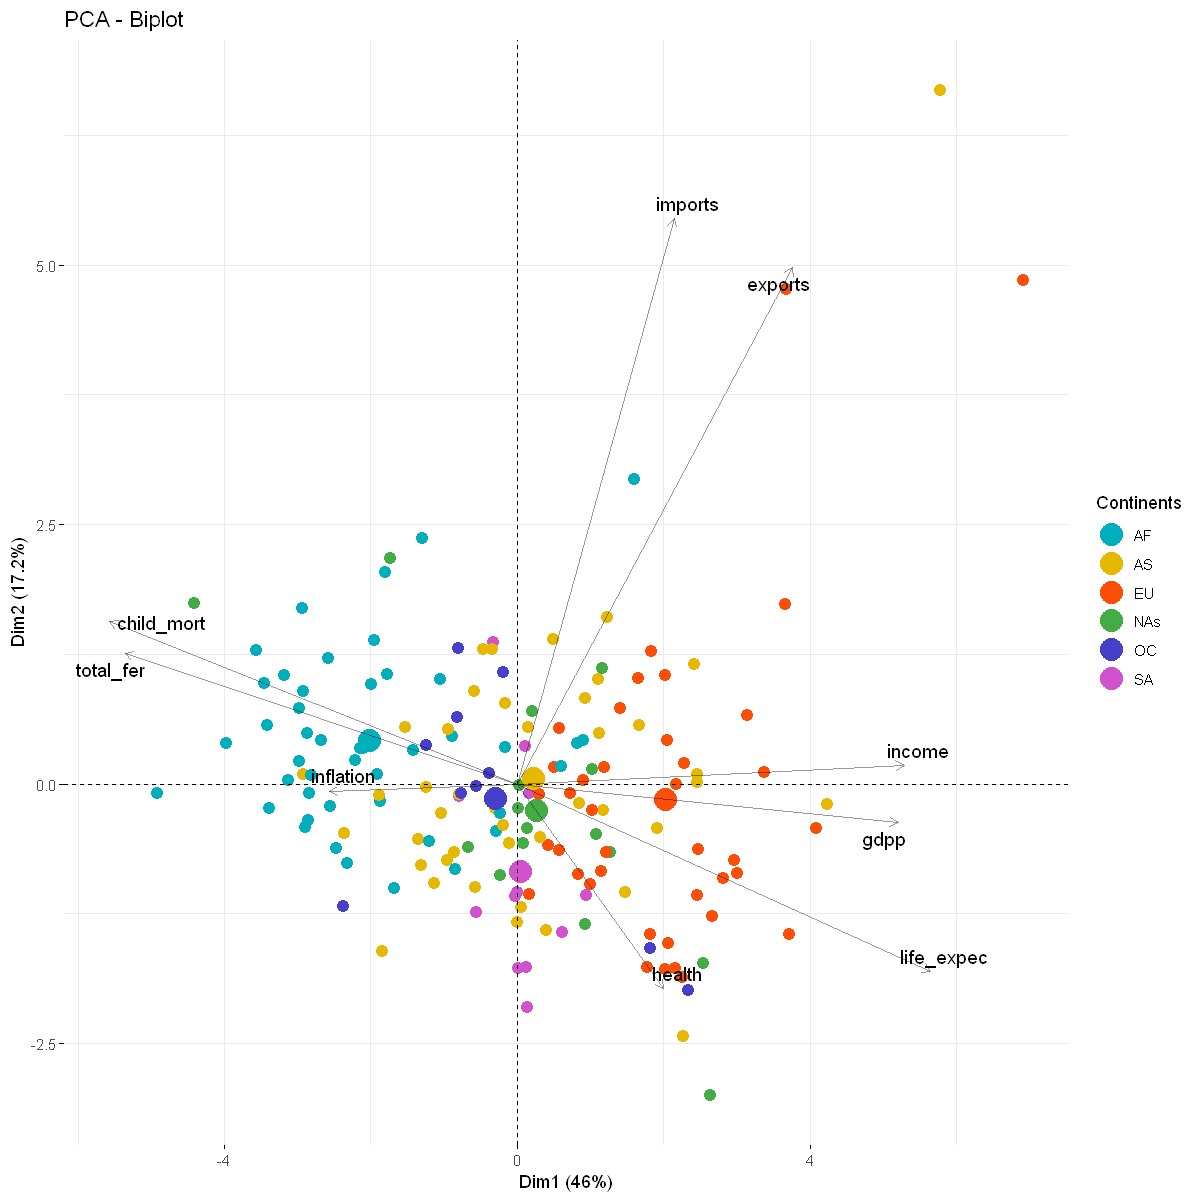 PCA - Biplot
imports
exports
child_mort
total_fer
inflation
income
gdpp
life_expec
health
5.0
2.5
0.0
-2.5
-4
0
4
Dim2 (17.2%)
Dim1 (46%)
Continents
AF
AS
EU
NAs
OC
SA